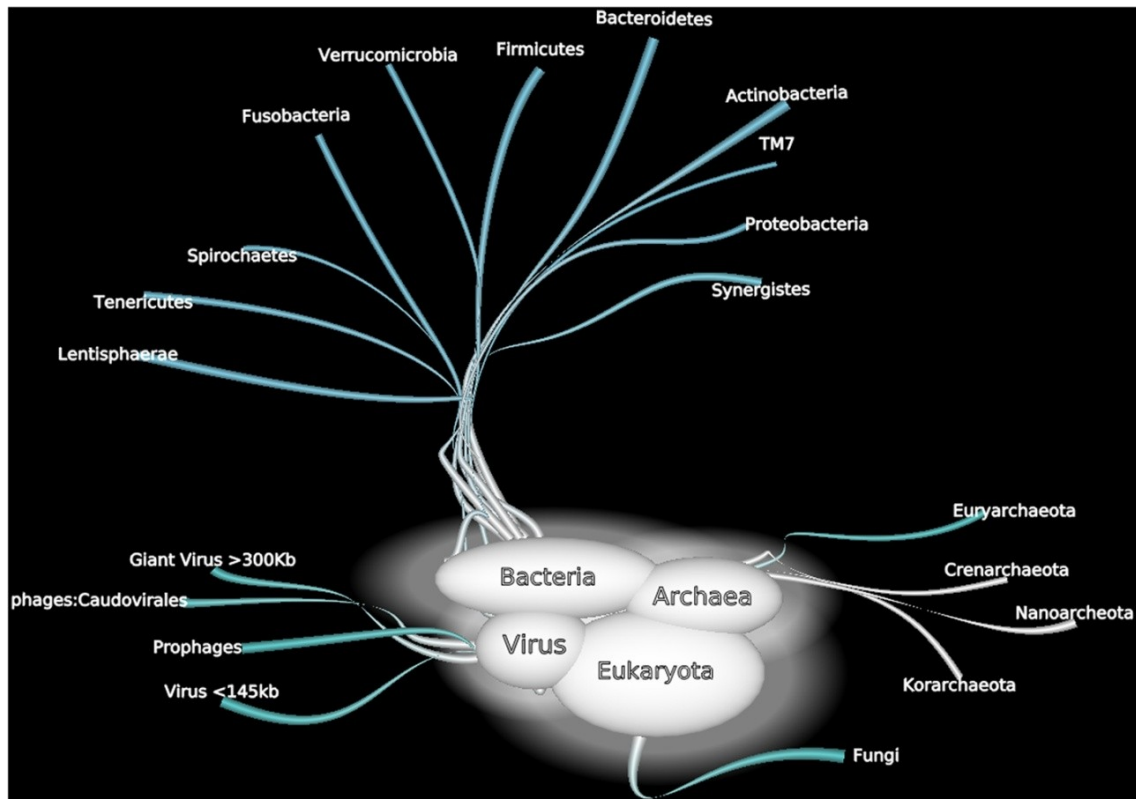 Bacteroidetes
Verrucomicrobia
Firmicutes
Actinobacteria
Fusobacteria
TM7
Proteobacteria
Spirochaetes
Synergistes
Tenericutes
Lentisphaerae
Euryarchaeota
Giant Virus >300Kb
Crenarchaeota
Bacteria
Archaea
phages:Caudovirales
Nanoarcheota
Prophages
Virus
Eukaryota
Korarchaeota
Virus <145kb
Fungi